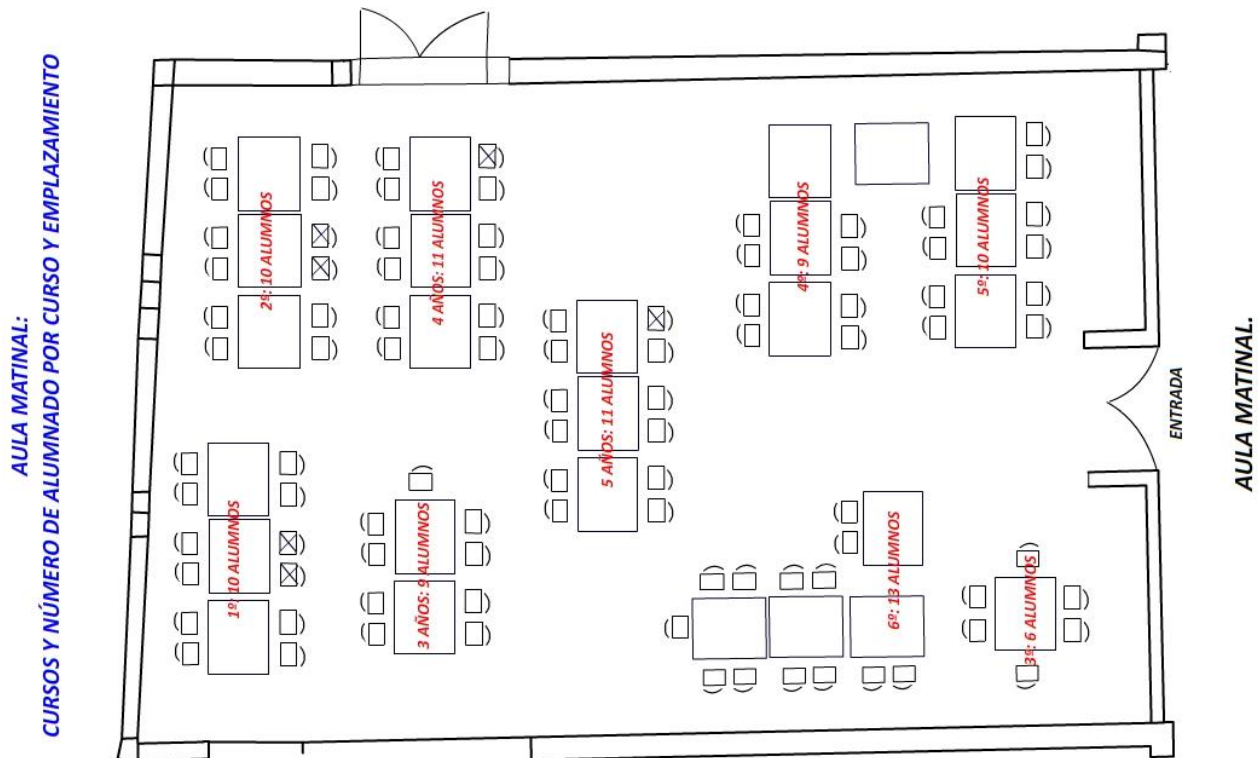 AULA MATINAL:
CURSOS Y NÚMERO DE ALUMNADO POR CURSO Y EMPLAZAMIENTO
2º: 10 ALUMNOS
4 AÑOS: 11 ALUMNOS
4º: 9 ALUMNOS
5º: 10 ALUMNOS
5 AÑOS: 11 ALUMNOS
1º: 10 ALUMNOS
3 AÑOS: 9 ALUMNOS
6º: 13 ALUMNOS
3º: 6 ALUMNOS
ENTRADA
AULA MATINAL.